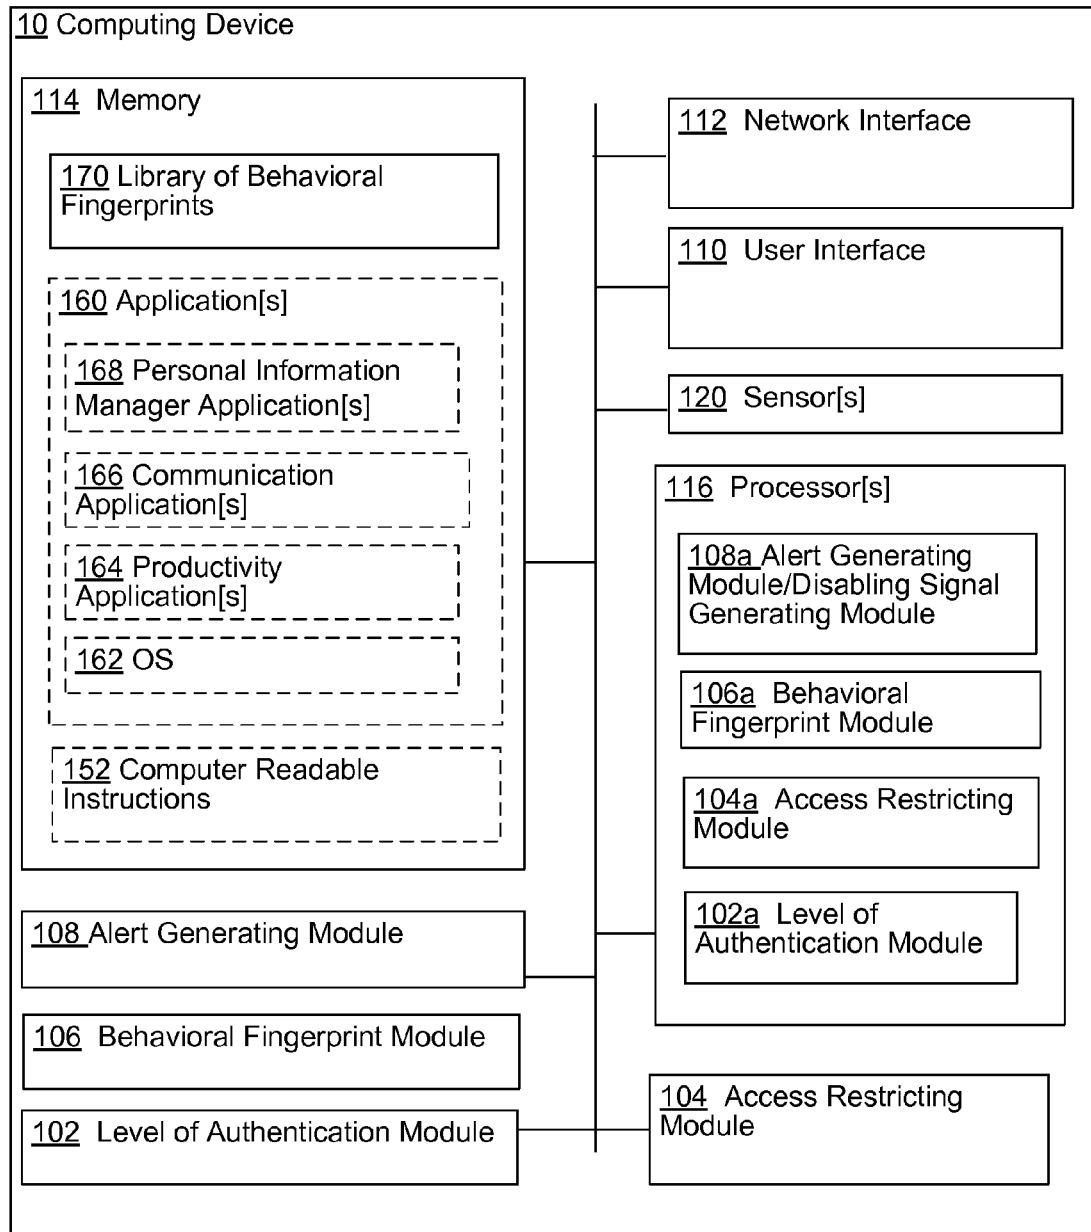 10 Computing Device
114 Memory
170 Library of Behavioral
Fingerprints
160 Application[s]
168 Personal Information
Manager Application[s]
166 Communication
Application[s]
164 Productivity
Application[s]
162 OS
152 Computer Readable
Instructions
108 Alert Generating Module
106 Behavioral Fingerprint Module
102 Level of Authentication Module
112 Network Interface
110 User Interface
120 Sensor[s]
116 Processor[s]
108a Alert Generating
Module/Disabling Signal
Generating Module
106a Behavioral
Fingerprint Module
104a Access Restricting
Module
102a Level of
Authentication Module
104 Access Restricting
Module